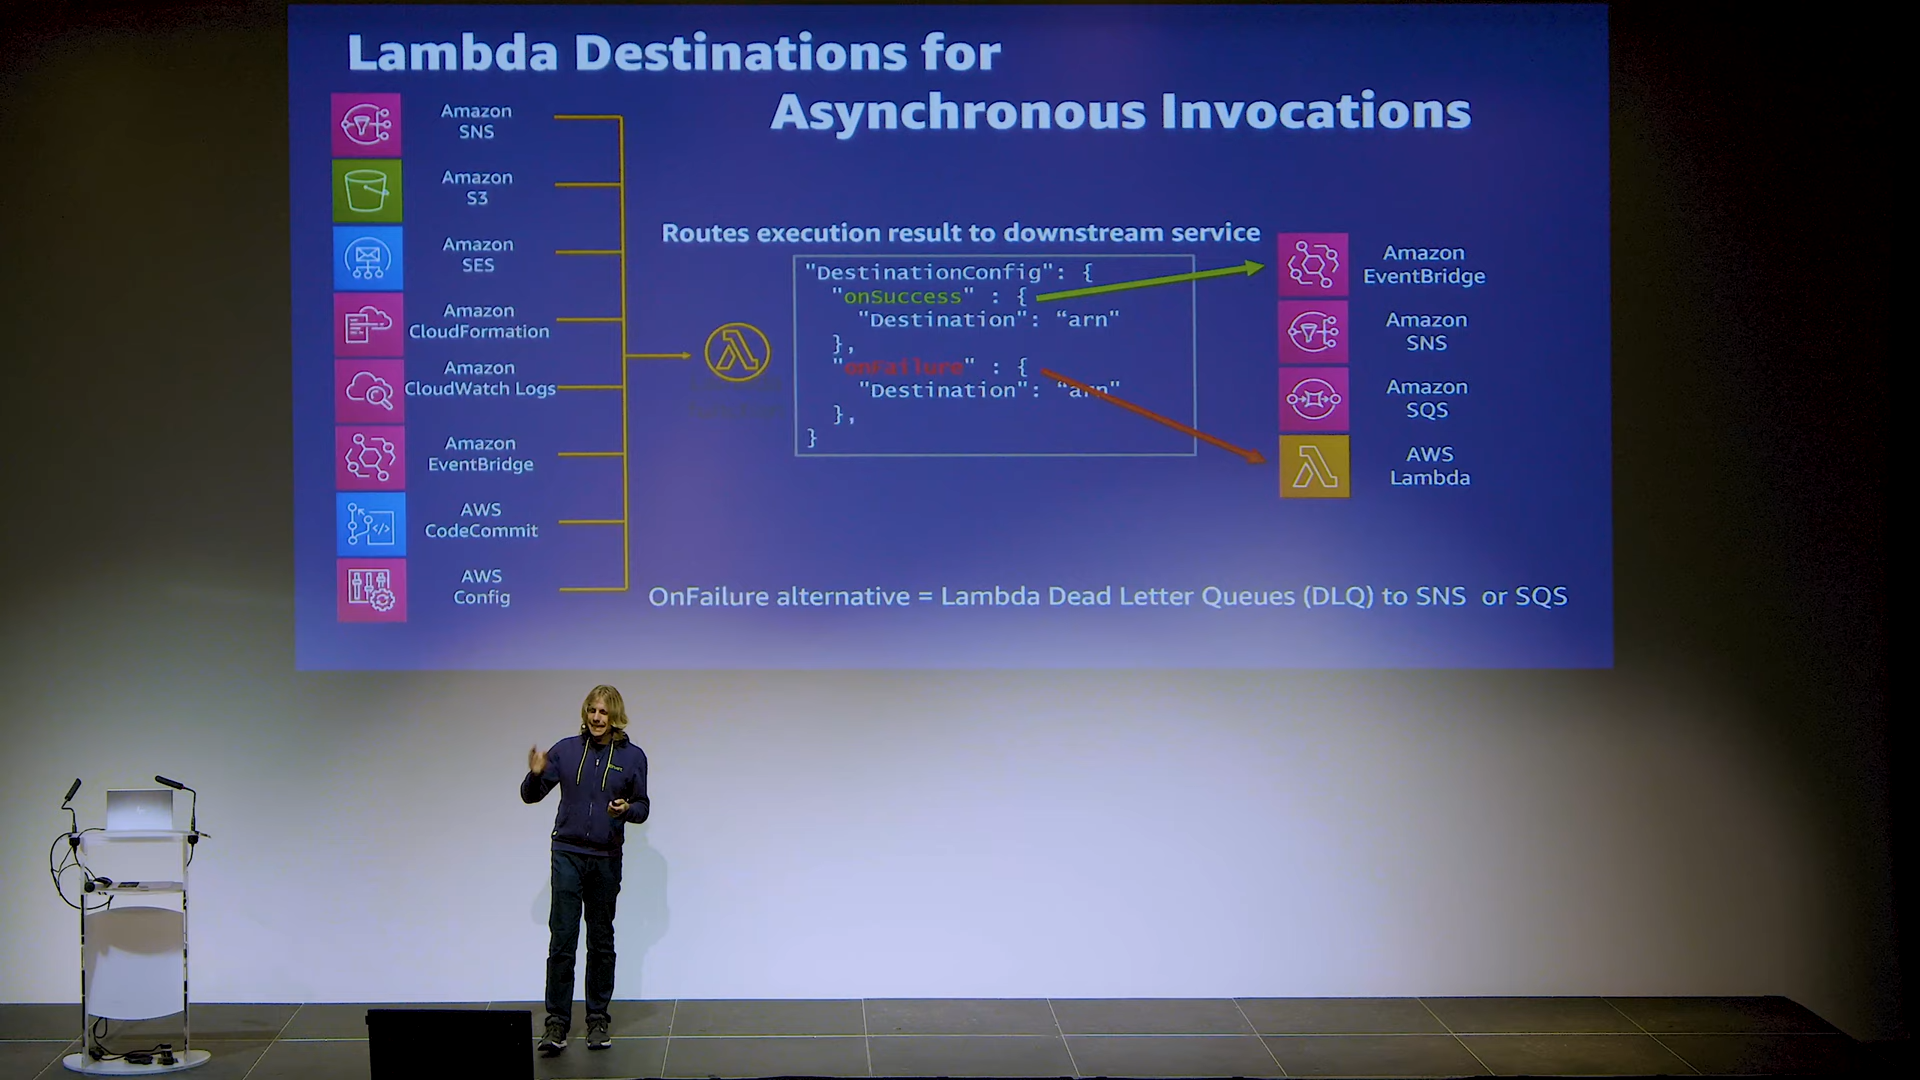 Lambda Destinations for
Asynchronous Invocations
Amazon
SNS
Amazon
S3
Amazon
SES
Amazon
CloudFormation
Amazon
CloudWatch Logs
Amazon
EventBridge
AWS
CodeCommit
AWS
Config
Routes execution result to downstream service
"DestinationConfig": {
"onSuccess" : {
"Destination": “arn"
},
"onFailure" : {
"Destination": “arn"
},
}
Amazon
EventBridge
Amazon
SNS
Amazon
SQS
AWS
Lambda
OnFailure alternative = Lambda Dead Letter Queues (DLQ) to SNS or SQS